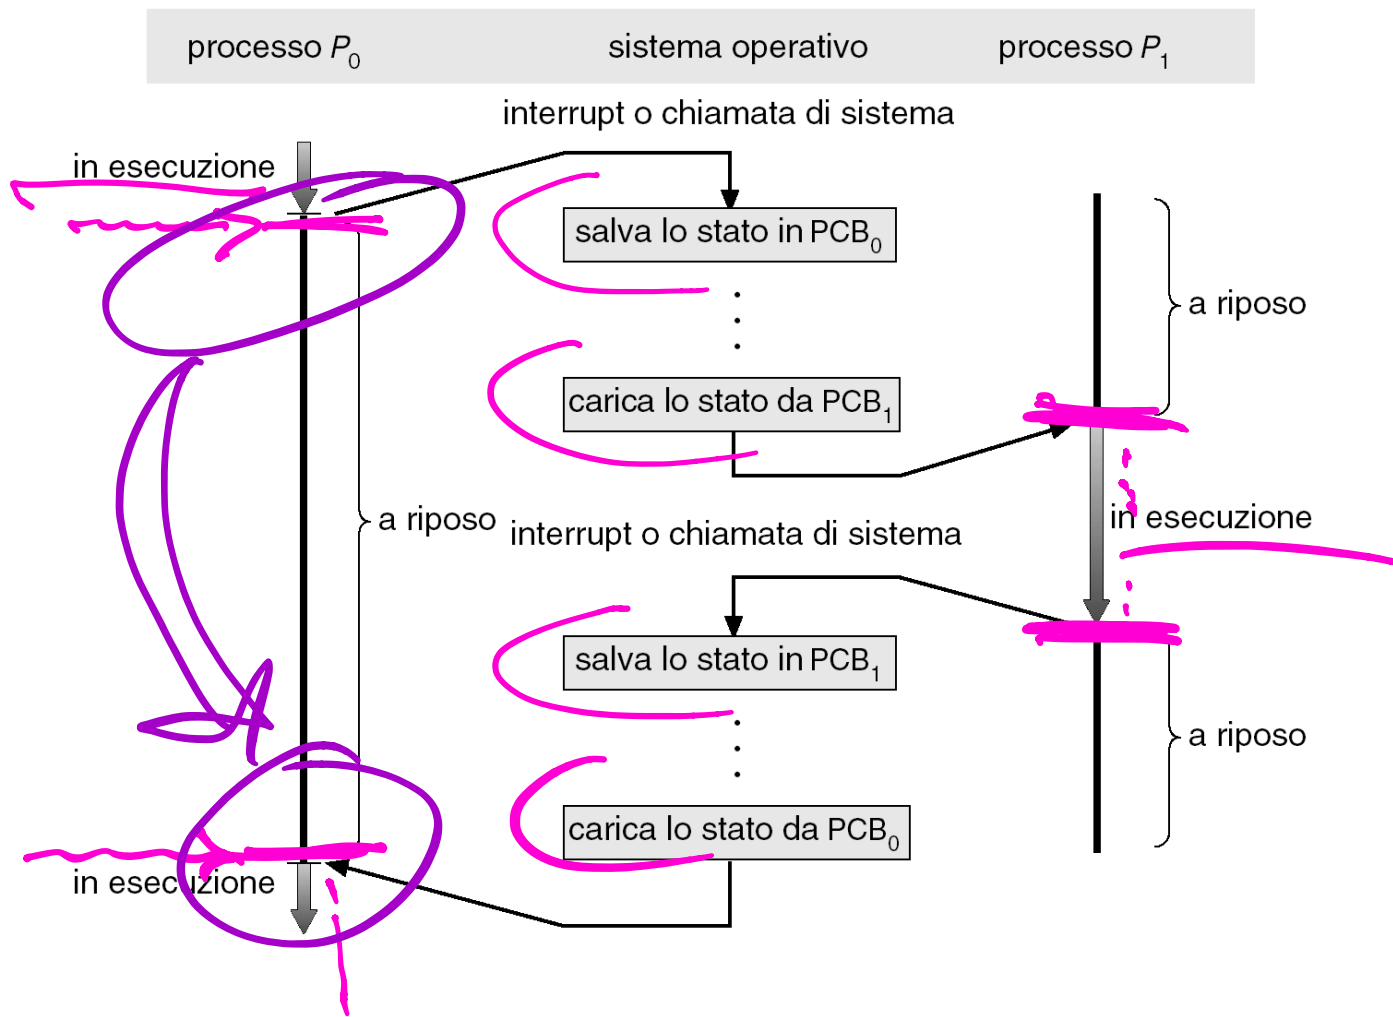 processo P0 sistema operativo processo P1
interrupt o chiamata di sistema
in esecuzione
salva lo stato in PCB0
a riposo
carica lo stato da PCB1
a riposo
in esecuzione
interrupt o chiamata di sistema
salva lo stato in PCB1
a riposo
carica lo stato da PCB0
in esecuzione